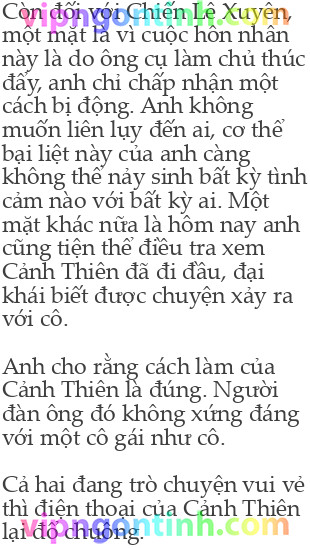 Còn đối với Chiến Lê Xuyên,
một mặt là vì cuộc hôn nhân
này là do ông cụ làm chủ thúc
đẩy, anh chỉ chấp nhận một
cách bị động. Anh không
muốn liên lụy đến ai, cơ thể
bại liệt này của anh càng
không thể nảy sinh bất kỳ tình
cảm nào với bất kỳ ai. Một
mặt khác nữa là hôm nay anh
cũng tiện thể điều tra xem
Cảnh Thiên đã đi đầu, đại
khái biết được chuyện xảy ra
với cô.
Anh cho rằng cách làm của
Cảnh Thiên là đúng. Người
đàn ông đó không xứng đáng
với một cô gái như cô.
Cả hai đang trò chuyện vui vẻ
thì điện thoại của Cảnh Thiên
lại đổ chuông.
vipngontinh.com
vipngontinh.com